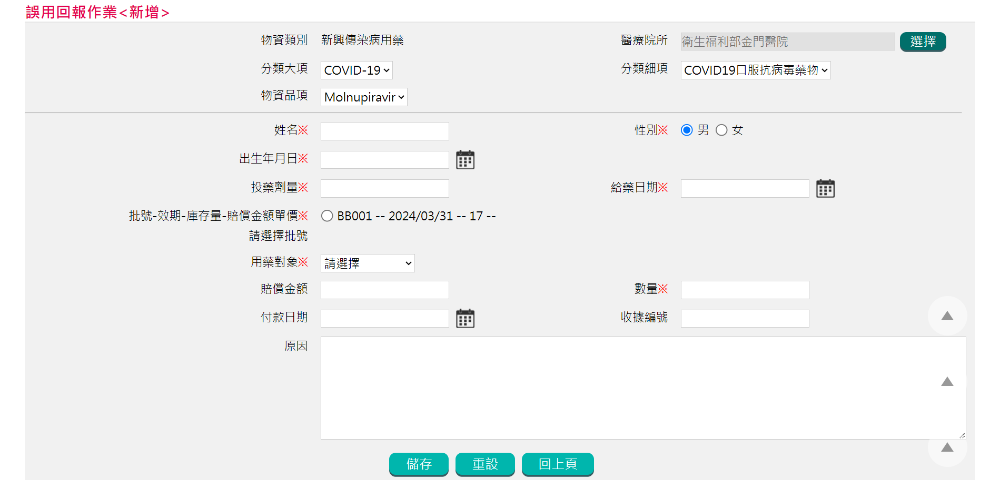 誤用回報作業<新增>
物資類別 新興傳染病用藥 醫療院所 衛生福利部金門醫院 選擇
分類大項 COVID-19 分類細項 COVID19口服抗病毒藥物
物資品項 Molnupiravir
姓名※ 性別※ 男 女
出生年月日※
投藥劑量※ 給藥日期※
批號-效期-庫存量-賠償金額單價※ BB001 -- 2024/03/31 -- 17 --
請選擇批號
用藥對象※ 請選擇
賠償金額 數量※
付款日期 收據編號
原因
儲存 重設 回上頁